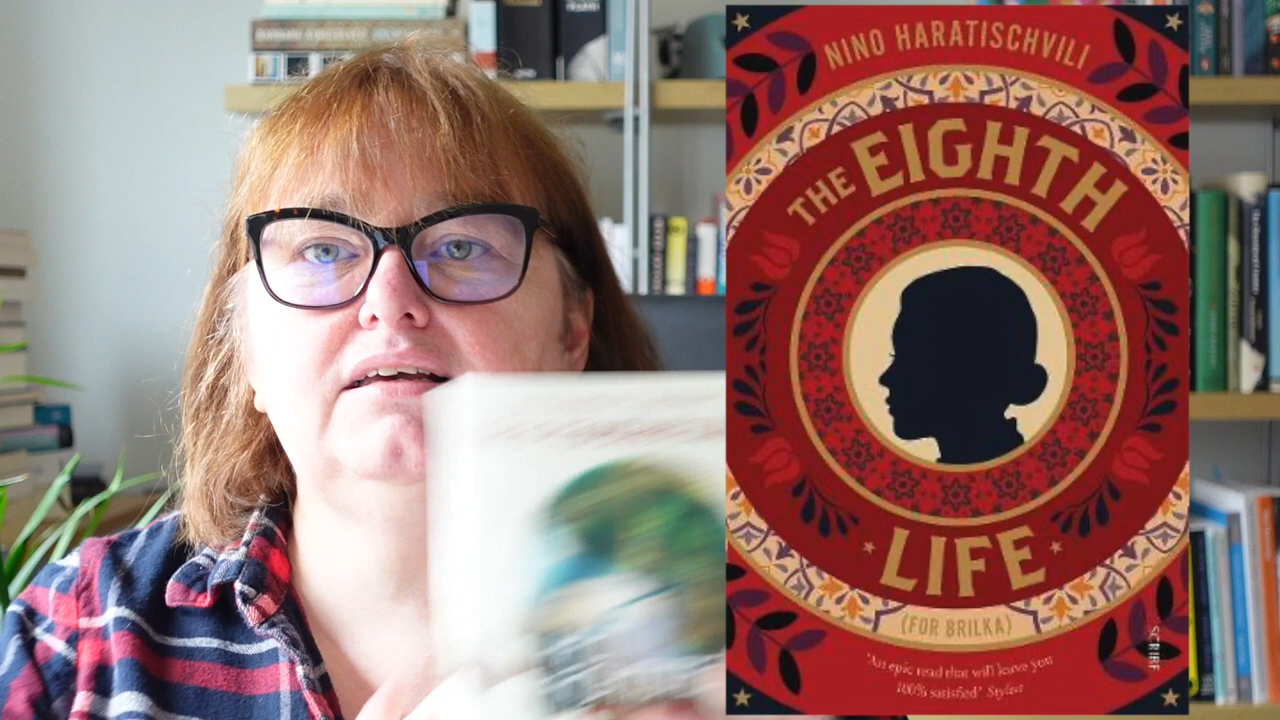 NINO HARATISCHVILI
THE EIGHTH
LIFE
(FOR BRILKA)
'An epic read that will leave you
100% satisfied' Stylist
SCRIBE